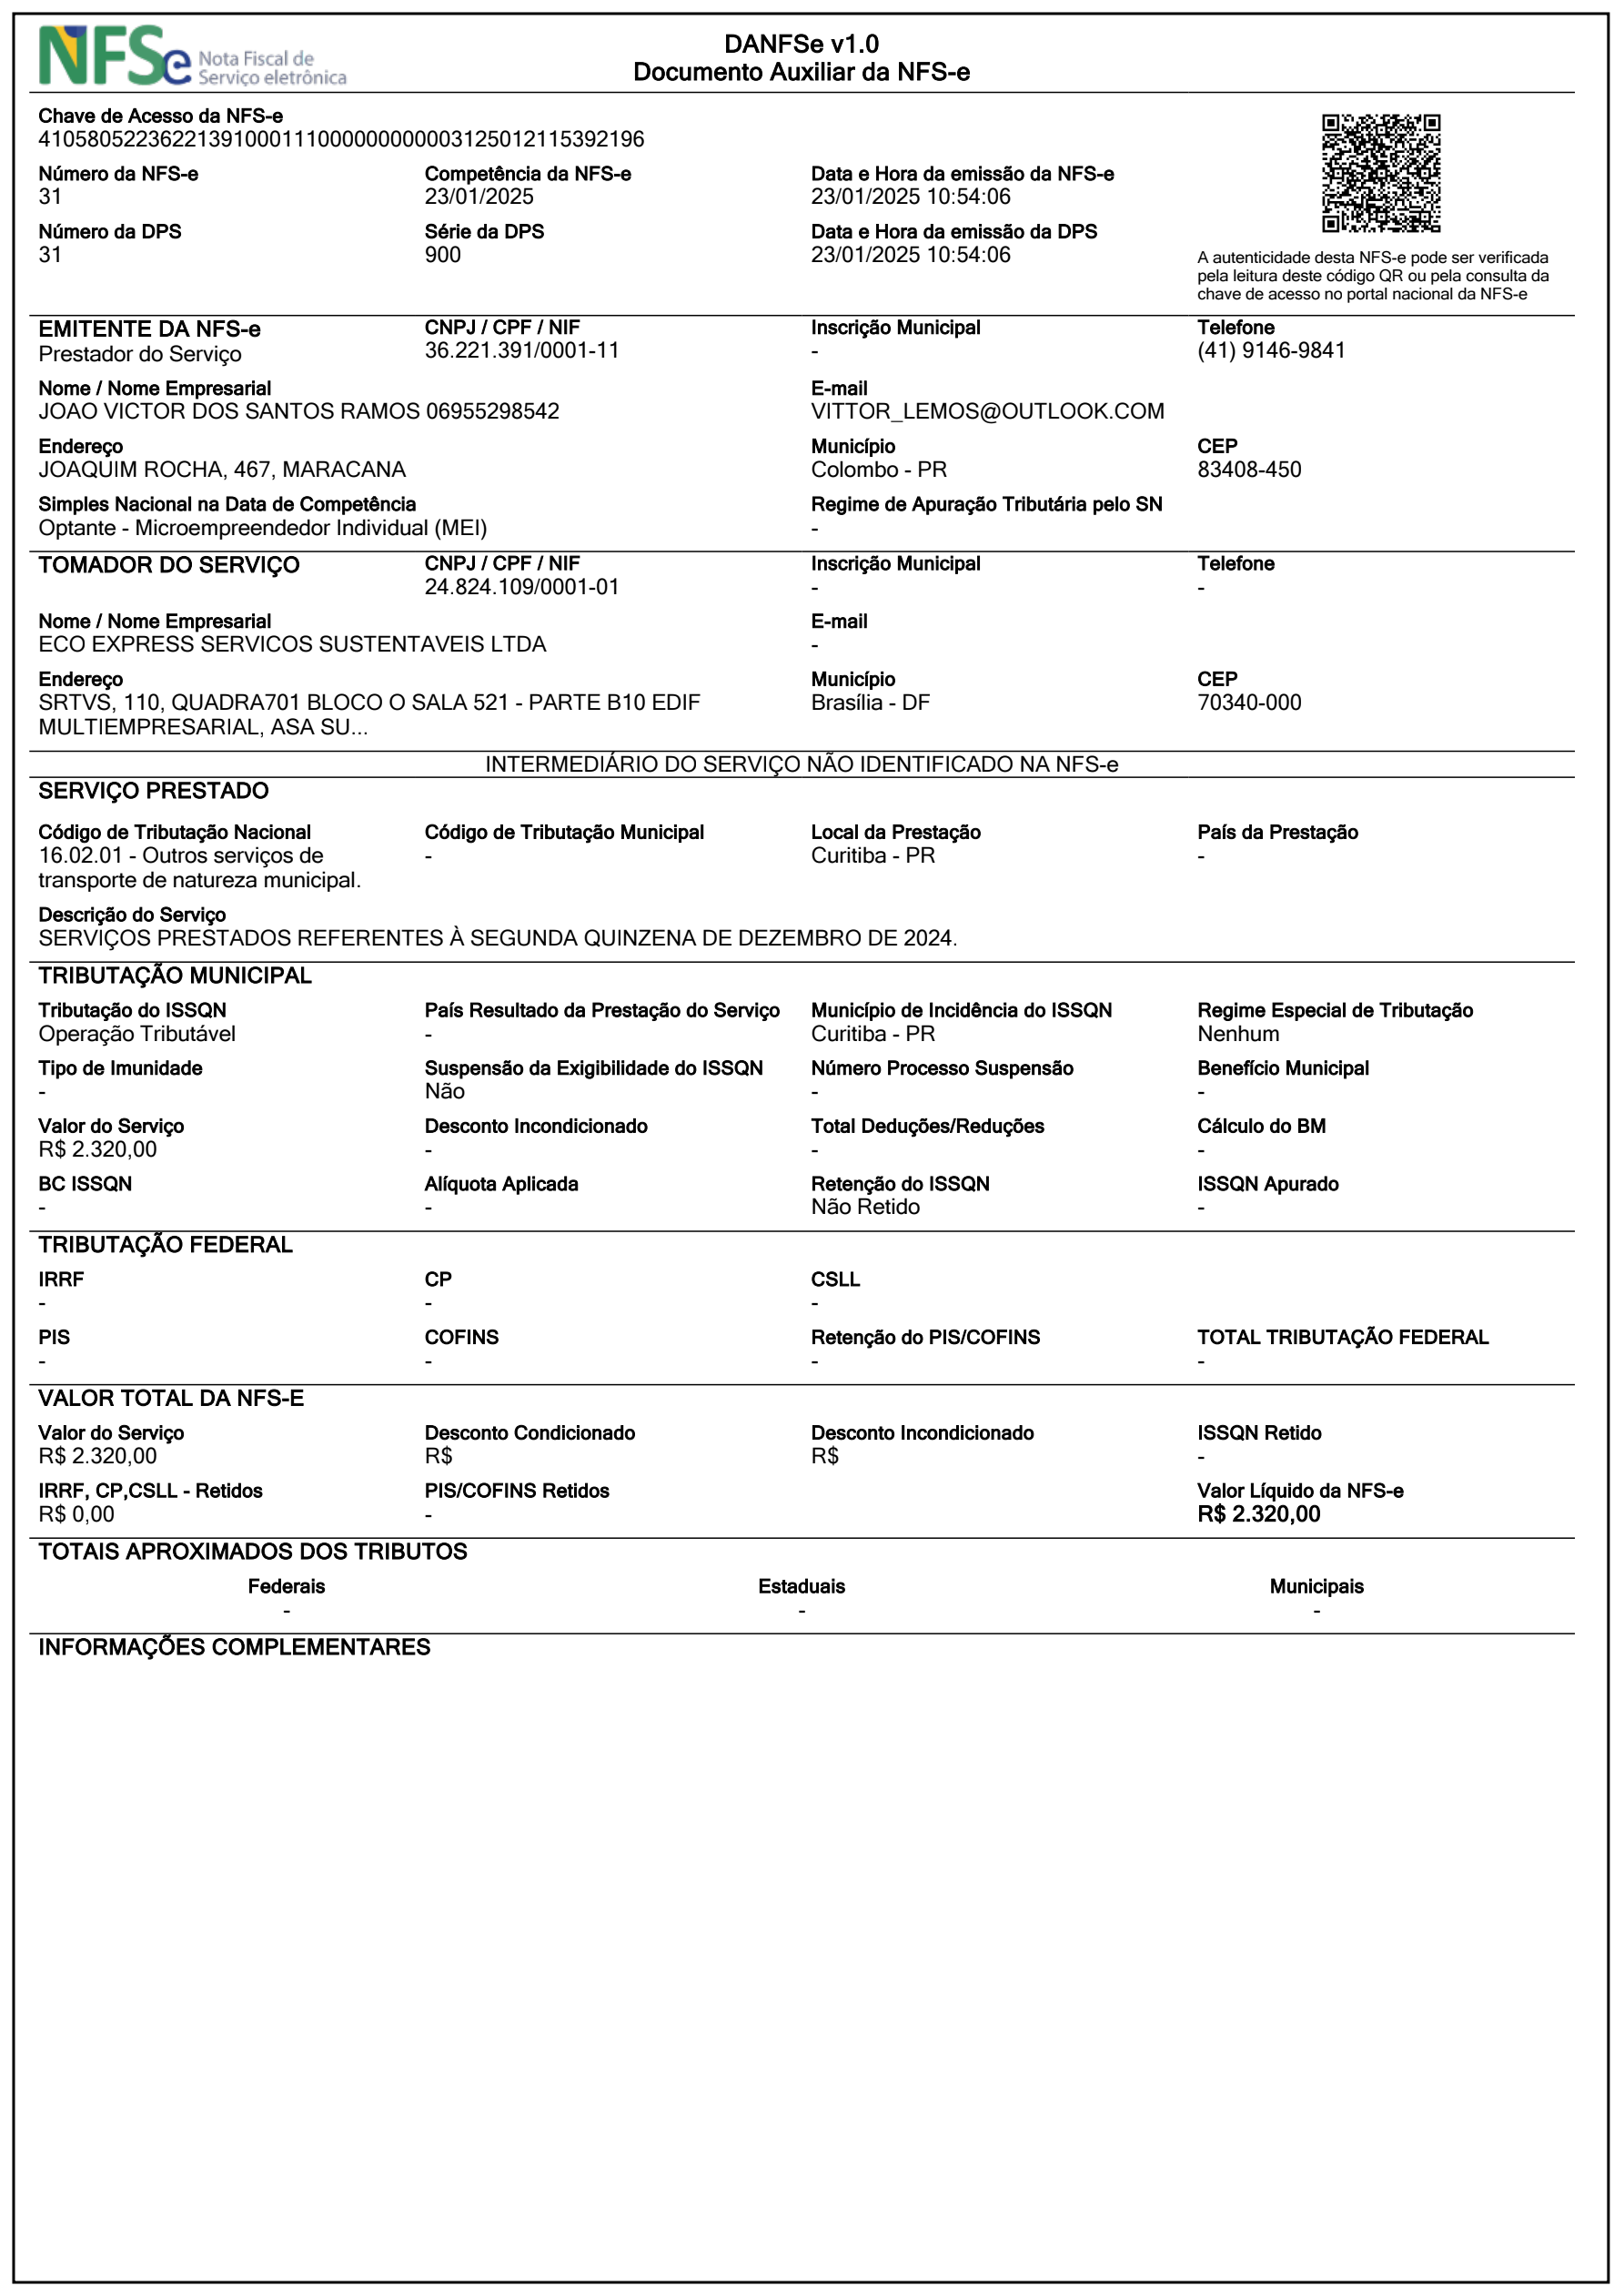 NFSe Nota Fiscal de
Serviço eletrônica
DANFSe v1.0
Documento Auxiliar da NFS-e
Chave de Acesso da NFS-e
41058052236221391000111000000000003125012115392196
Número da NFS-e
31
Competência da NFS-e
23/01/2025
Data e Hora da emissão da NFS-e
23/01/2025 10:54:06
Número da DPS
31
Série da DPS
900
Data e Hora da emissão da DPS
23/01/2025 10:54:06
A autenticidade desta NFS-e pode ser verificada
pela leitura deste código QR ou pela consulta da
chave de acesso no portal nacional da NFS-e
EMITENTE DA NFS-e
Prestador do Serviço
CNPJ / CPF / NIF
36.221.391/0001-11
Inscrição Municipal
-
Telefone
(41) 9146-9841
Nome / Nome Empresarial
JOAO VICTOR DOS SANTOS RAMOS 06955298542
E-mail
VITTOR_LEMOS@OUTLOOK.COM
Endereço
JOAQUIM ROCHA, 467, MARACANA
Município
Colombo - PR
CEP
83408-450
Simples Nacional na Data de Competência
Optante - Microempreendedor Individual (MEI)
Regime de Apuração Tributária pelo SN
-
TOMADOR DO SERVIÇO
CNPJ / CPF / NIF
24.824.109/0001-01
Inscrição Municipal
-
Telefone
-
Nome / Nome Empresarial
ECO EXPRESS SERVICOS SUSTENTAVEIS LTDA
E-mail
-
Endereço
SRTVS, 110, QUADRA701 BLOCO O SALA 521 - PARTE B10 EDIF
MULTIEMPRESARIAL, ASA SU...
Município
Brasília - DF
CEP
70340-000
INTERMEDIÁRIO DO SERVIÇO NÃO IDENTIFICADO NA NFS-e
SERVIÇO PRESTADO
Código de Tributação Nacional
16.02.01 - Outros serviços de
transporte de natureza municipal.
Código de Tributação Municipal
-
Local da Prestação
Curitiba - PR
País da Prestação
-
Descrição do Serviço
SERVIÇOS PRESTADOS REFERENTES À SEGUNDA QUINZENA DE DEZEMBRO DE 2024.
TRIBUTAÇÃO MUNICIPAL
Tributação do ISSQN
Operação Tributável
País Resultado da Prestação do Serviço
-
Município de Incidência do ISSQN
Curitiba - PR
Regime Especial de Tributação
Nenhum
Tipo de Imunidade
-
Suspensão da Exigibilidade do ISSQN
Não
Número Processo Suspensão
-
Benefício Municipal
-
Valor do Serviço
R$ 2.320,00
Desconto Incondicionado
-
Total Deduções/Reduções
-
Cálculo do BM
-
BC ISSQN
-
Alíquota Aplicada
-
Retenção do ISSQN
Não Retido
ISSQN Apurado
-
TRIBUTAÇÃO FEDERAL
IRRF
-
CP
-
CSLL
-
PIS
-
COFINS
-
Retenção do PIS/COFINS
-
TOTAL TRIBUTAÇÃO FEDERAL
-
VALOR TOTAL DA NFS-E
Valor do Serviço
R$ 2.320,00
Desconto Condicionado
R$
Desconto Incondicionado
R$
ISSQN Retido
-
IRRF, CP,CSLL - Retidos
R$ 0,00
PIS/COFINS Retidos
-
Valor Líquido da NFS-e
R$ 2.320,00
TOTAIS APROXIMADOS DOS TRIBUTOS
Federais
-
Estaduais
-
Municipais
-
INFORMAÇÕES COMPLEMENTARES